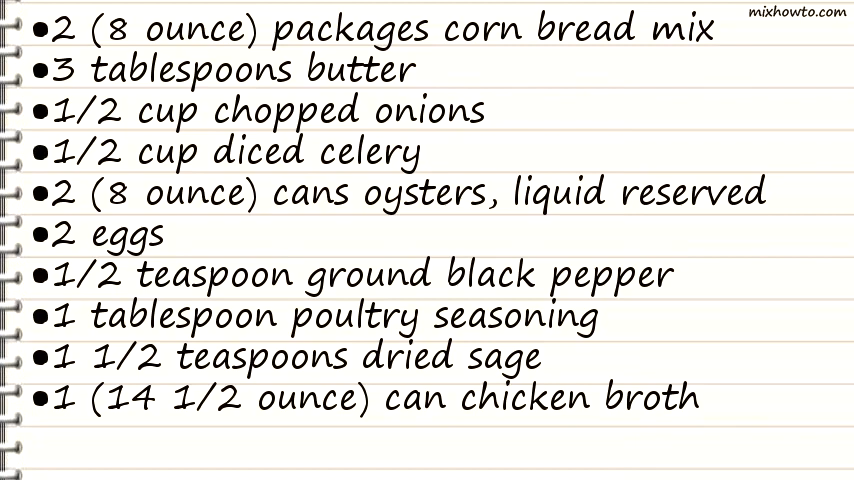 mixhowto.com
•2 (8 ounce) packages corn bread mix
•3 tablespoons butter
•1/2 cup chopped onions
•1/2 cup diced celery
•2 (8 ounce) cans oysters, liquid reserved
•2 eggs
•1/2 teaspoon ground black pepper
•1 tablespoon poultry seasoning
•1 1/2 teaspoons dried sage
•1 (14 1/2 ounce) can chicken broth